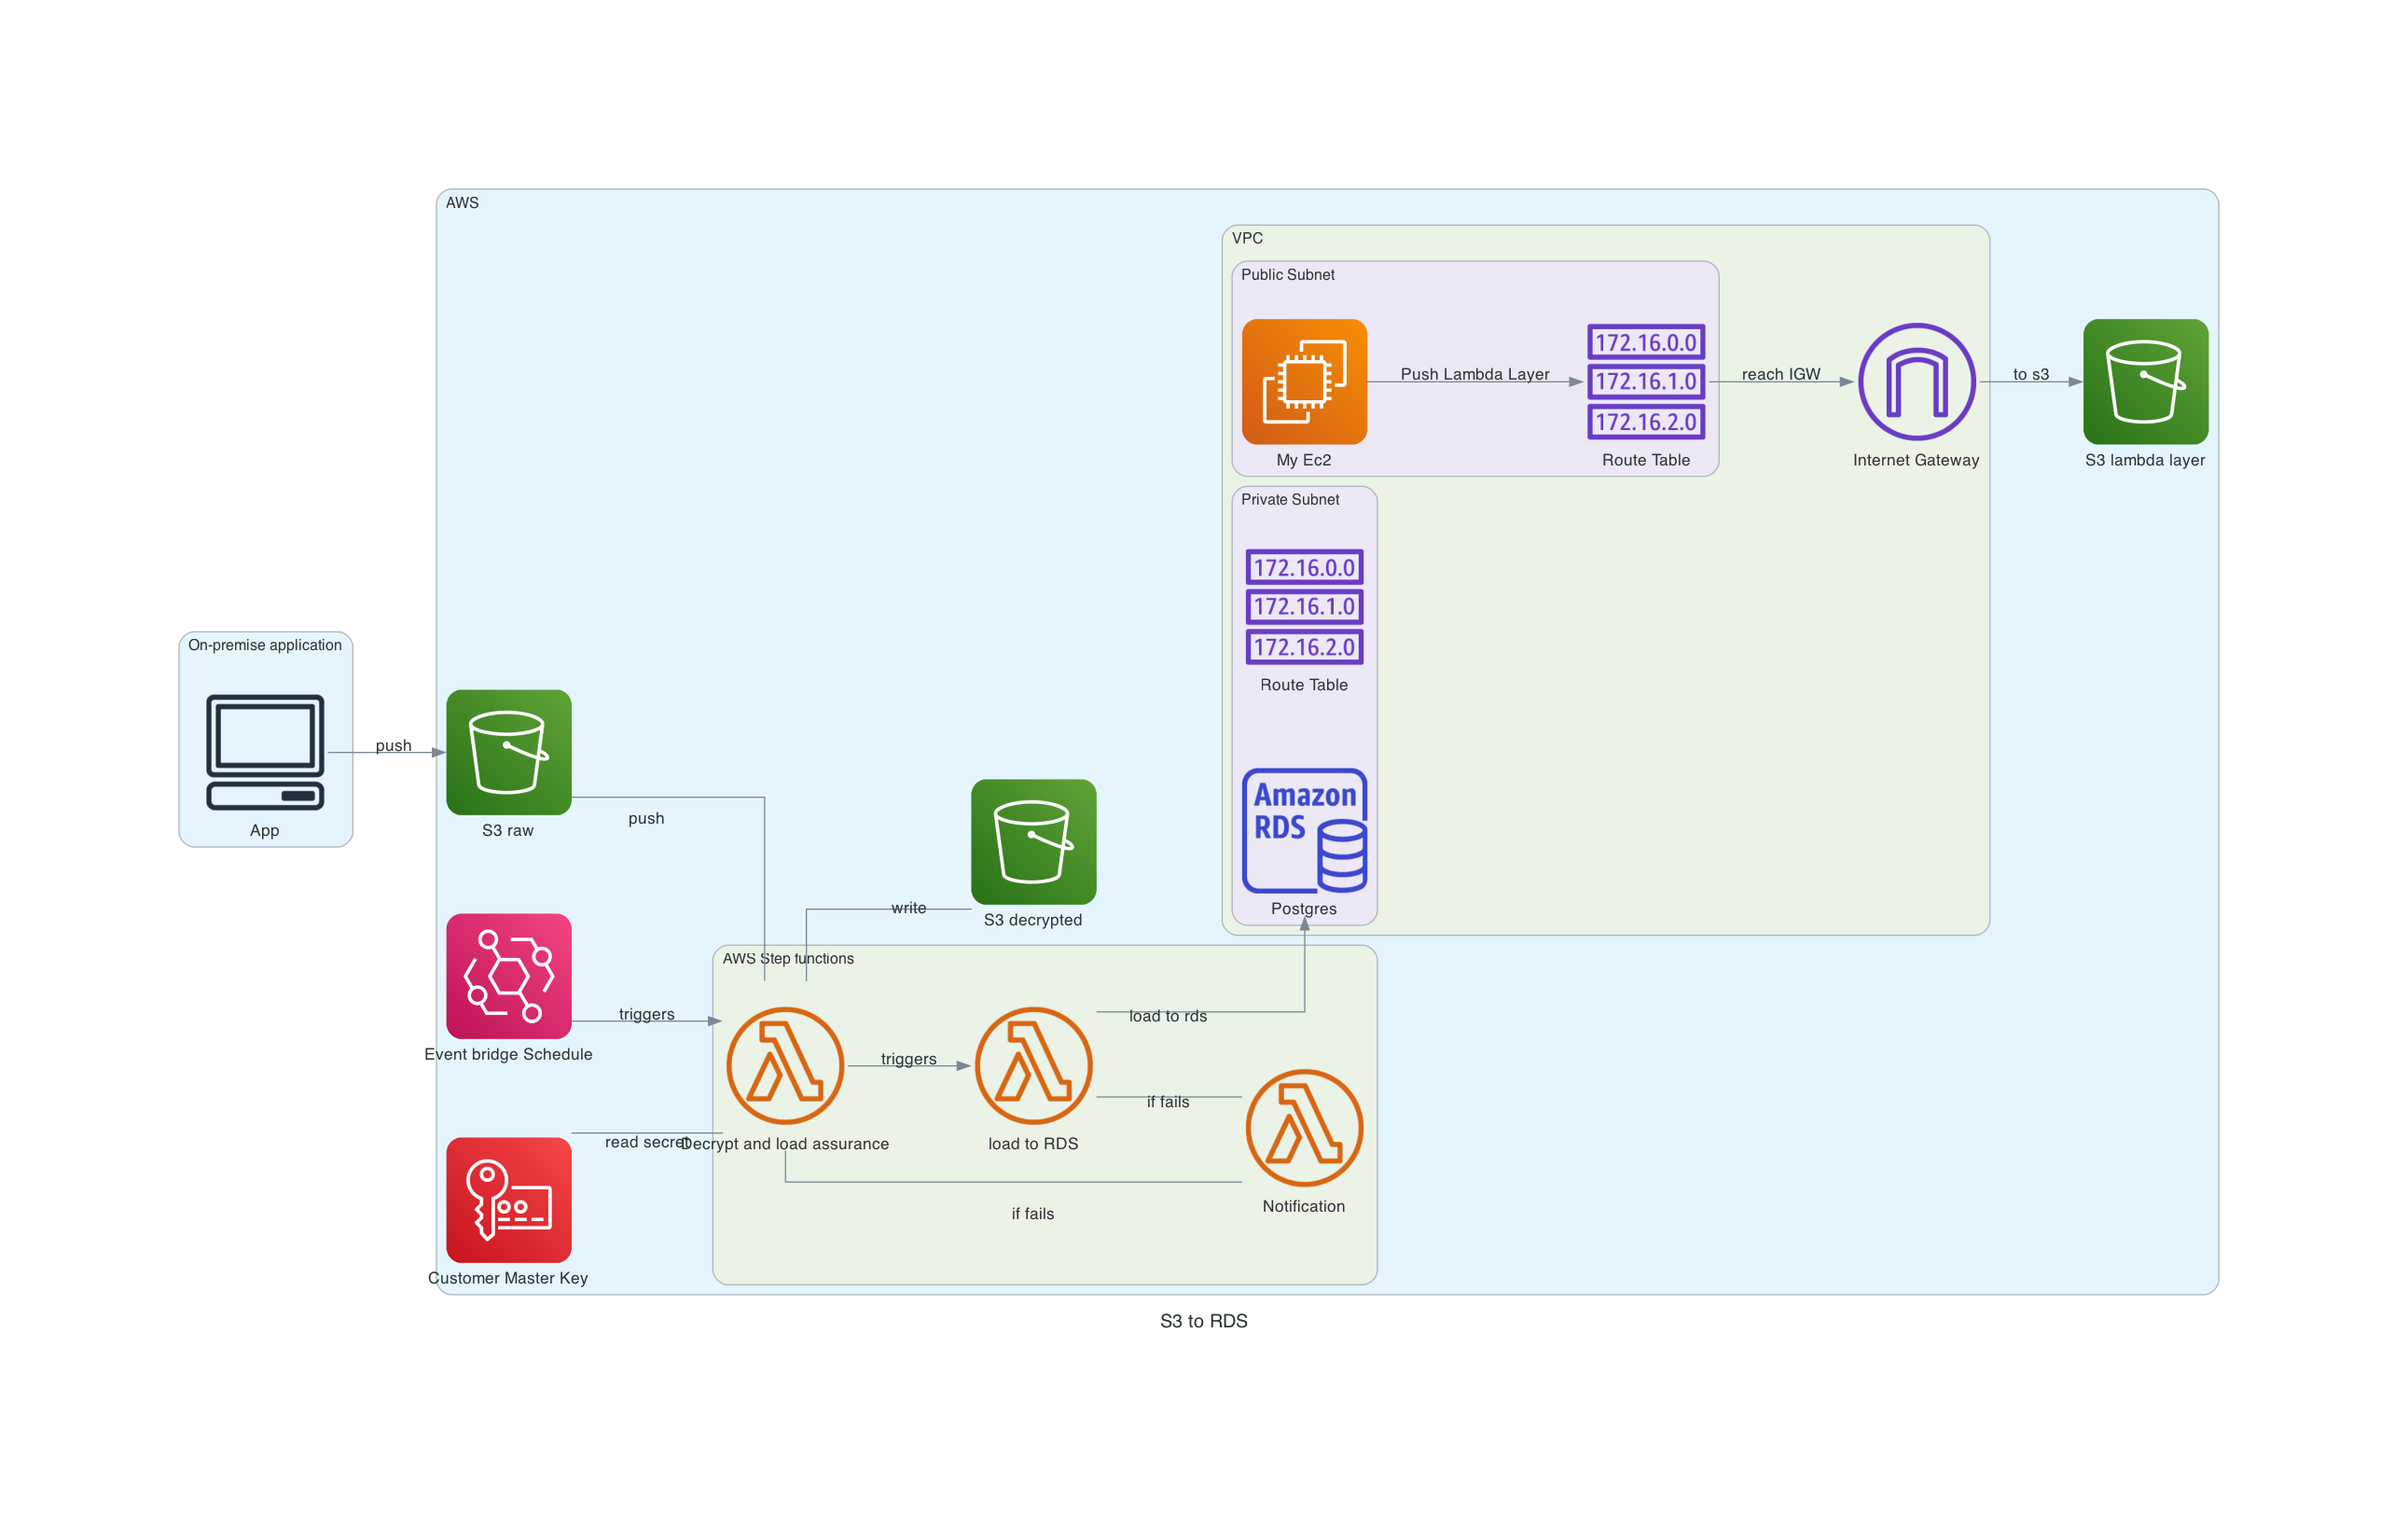 AWS
VPC
Public Subnet
172.16.0.0
172.16.1.0
172.16.2.0
Push Lambda Layer
reach IGW
to s3
My Ec2
Route Table
Internet Gateway
S3 lambda layer
Private Subnet
172.16.0.0
172.16.1.0
172.16.2.0
Route Table
On-premise application
App
push
S3 raw
push
Amazon
RDS
Postgres
write
S3 decrypted
AWS Step functions
Event bridge Schedule
triggers
triggers
load to rds
if fails
read secret
Decrypt and load assurance
load to RDS
Notification
if fails
Customer Master Key
S3 to RDS